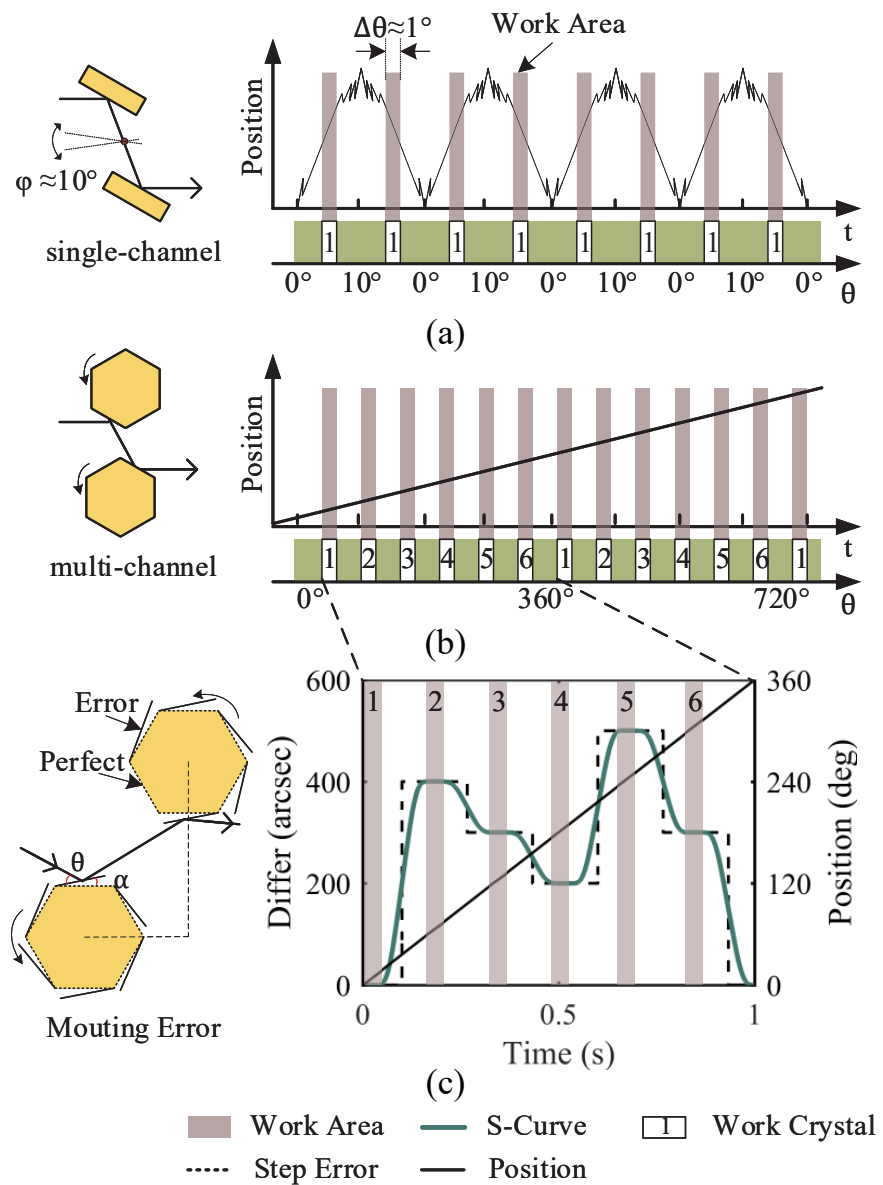 Δθ≈1°
Work Area
Position
φ ≈10°
single-channel
1 1 1 1 1 1 1 1
t
0° 10° 0° 10° 0° 10° 0° 10° 0°
θ
(a)
Position
multi-channel
1 2 3 4 5 6 1 2 3 4 5 6 1
t
0° 360° 720°
θ
(b)
Error
Perfect
θ
α
Mouting Error
600
400
200
0
Differ (arcsec)
1 2 3 4 5 6
360
240
120
0
Position (deg)
0 0.5 1
Time (s)
(c)
Work Area
S-Curve
1 Work Crystal
Step Error
Position